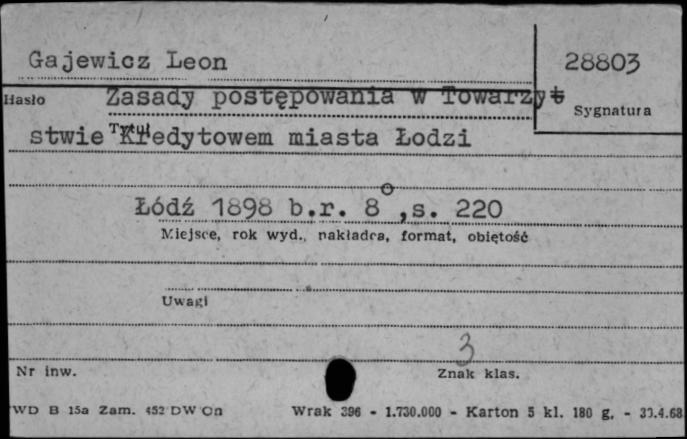 Gajewicz Leon
28803
Hasło
Zasady postępowania w Towarzy
Sygnatura
stwie Kredytowem miasta Łodzi
Tytuł
Łódź 1898 b.r. 8°,s. 220
Miejsce, rok wyd., nakładca, format, objętość
Uwagi
3
Nr inw.
Znak klas.
WD B 15a Zam. 452 DW On
Wrak 396 - 1.730.000 - Karton 5 kl. 180 g. - 30.4.68